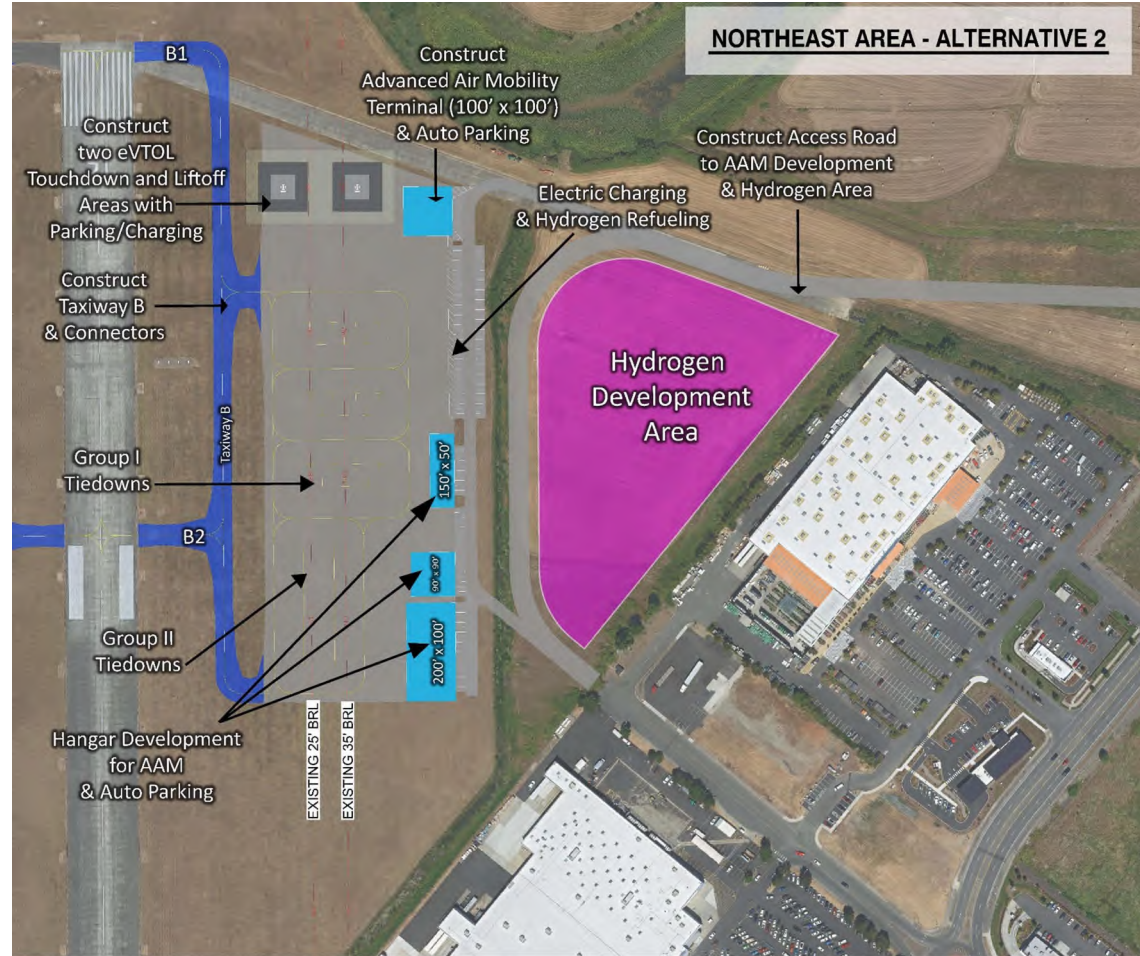 NORTHEAST AREA - ALTERNATIVE 2
B1
Construct
Advanced Air Mobility
Terminal (100' x 100')
& Auto Parking
Construct
two eVTOL
Touchdown and Liftoff
Areas with
Parking/Charging
Construct Access Road
to AAM Development
& Hydrogen Area
Electric Charging
& Hydrogen Refueling
Construct
Taxiway B
& Connectors
Hydrogen
Development
Area
Taxiway B
Group I
Tiedowns
150' x 50'
B2
90' x 90'
Group II
Tiedowns
200' x 100'
Hangar Development
for AAM
& Auto Parking
EXISTING 25' BRL
EXISTING 35' BRL